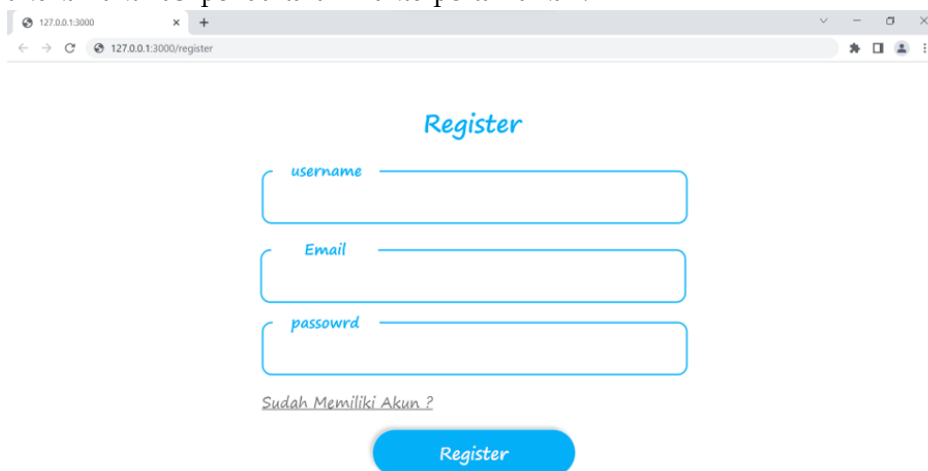 127.0.0.1:3000
127.0.0.1:3000/register
Register
username
Email
passowrd
Sudah Memiliki Akun ?
Register